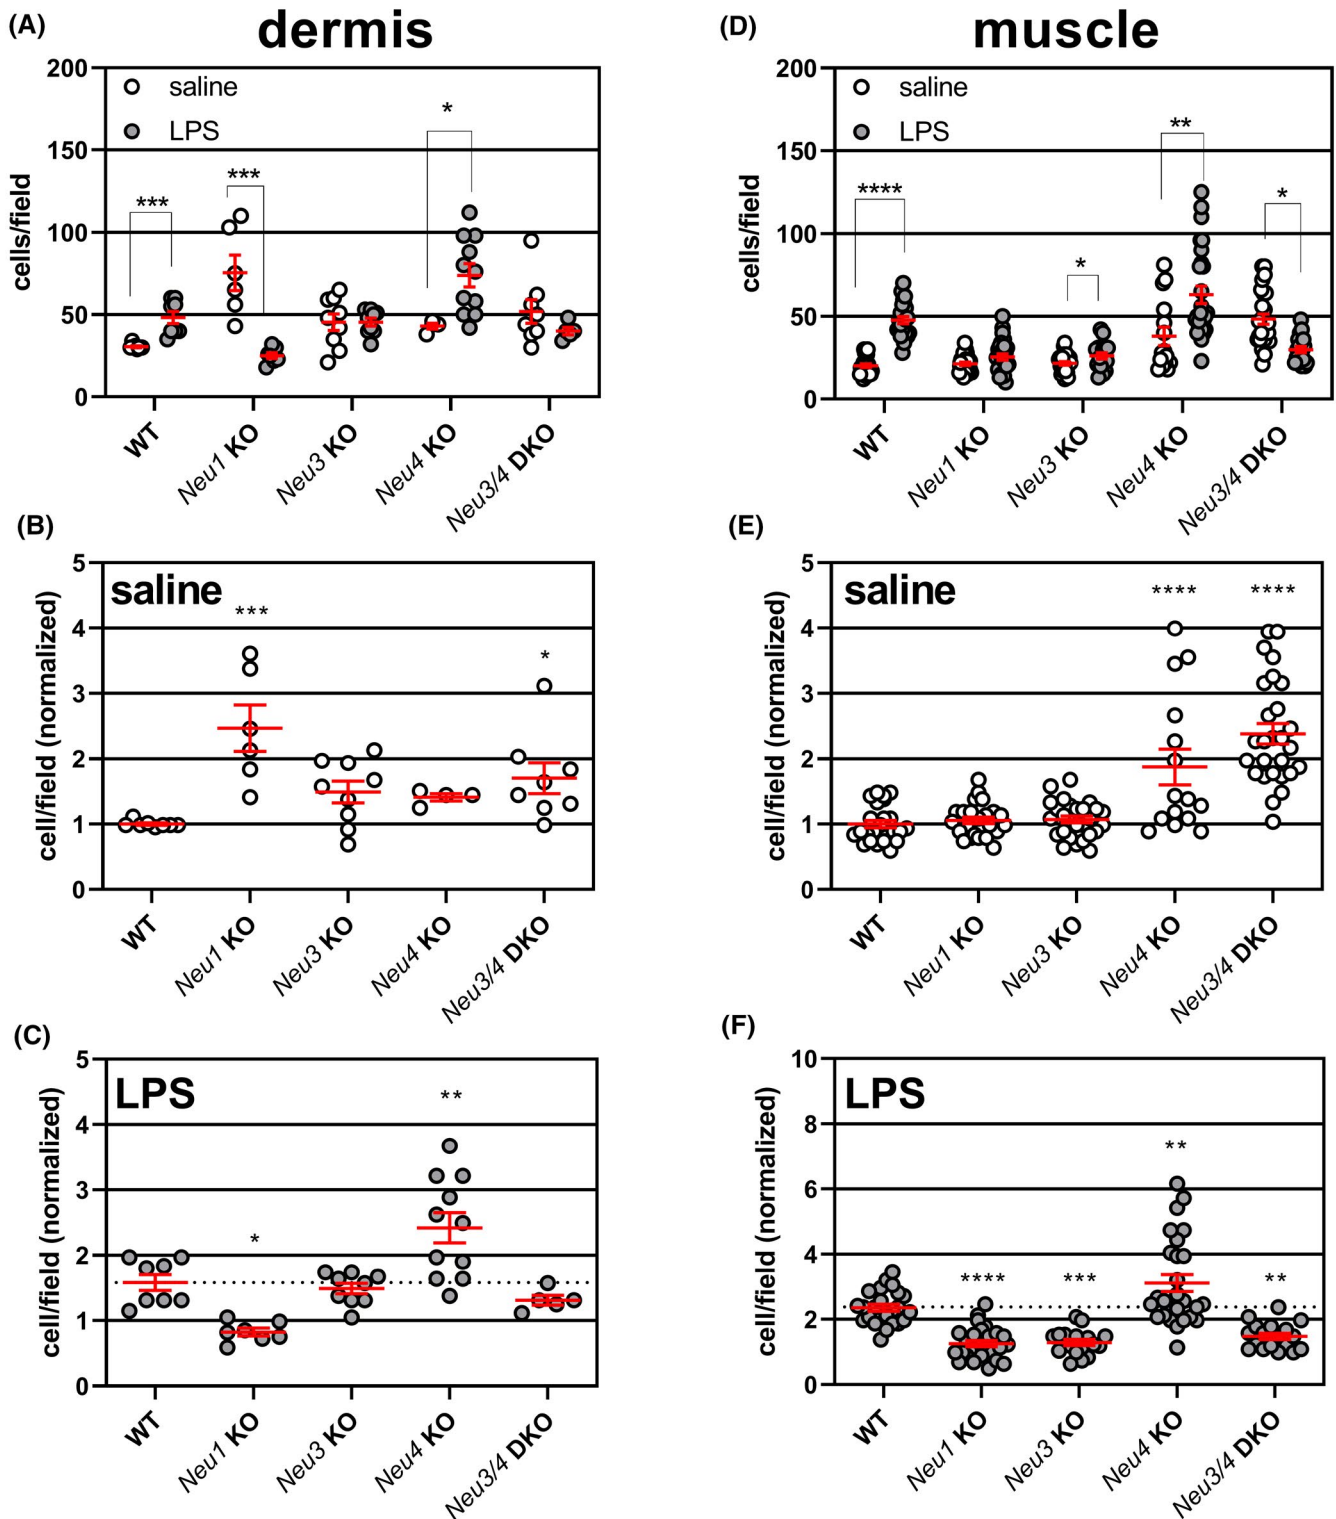 (A) dermis
200
150
100
50
0
cells/field
saline
LPS
***
***
*
WT
Neu1 KO
Neu3 KO
Neu4 KO
Neu3/4 DKO
(D) muscle
200
150
100
50
0
cells/field
saline
LPS
****
*
**
*
WT
Neu1 KO
Neu3 KO
Neu4 KO
Neu3/4 DKO
(B)
saline
5
4
3
2
1
0
cell/field (normalized)
***
*
WT
Neu1 KO
Neu3 KO
Neu4 KO
Neu3/4 DKO
(E)
saline
5
4
3
2
1
0
cell/field (normalized)
****
****
WT
Neu1 KO
Neu3 KO
Neu4 KO
Neu3/4 DKO
(C)
LPS
5
4
3
2
1
0
cell/field (normalized)
*
**
WT
Neu1 KO
Neu3 KO
Neu4 KO
Neu3/4 DKO
(F)
LPS
10
8
6
4
2
0
cell/field (normalized)
****
***
**
**
WT
Neu1 KO
Neu3 KO
Neu4 KO
Neu3/4 DKO